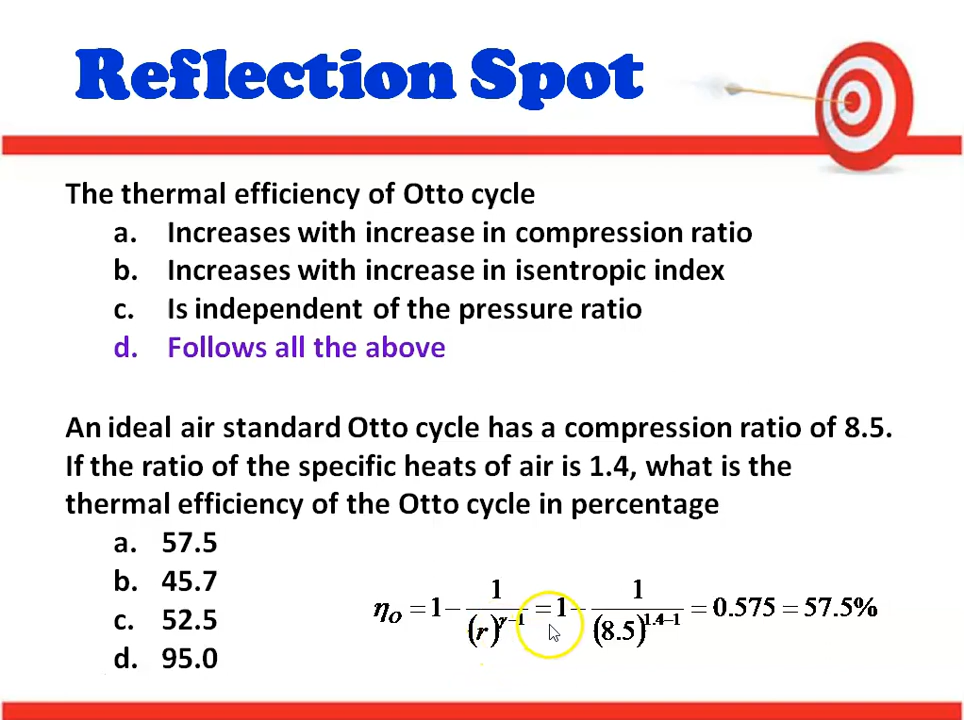 Reflection Spot
The thermal efficiency of Otto cycle
a. Increases with increase in compression ratio
b. Increases with increase in isentropic index
c. Is independent of the pressure ratio
d. Follows all the above
An ideal air standard Otto cycle has a compression ratio of 8.5.
If the ratio of the specific heats of air is 1.4, what is the
thermal efficiency of the Otto cycle in percentage
a. 57.5
b. 45.7
c. 52.5
d. 95.0
η_O = 1 − 1/(r)^(γ−1) = 1 − 1/(8.5)^(1.4−1) = 0.575 = 57.5%